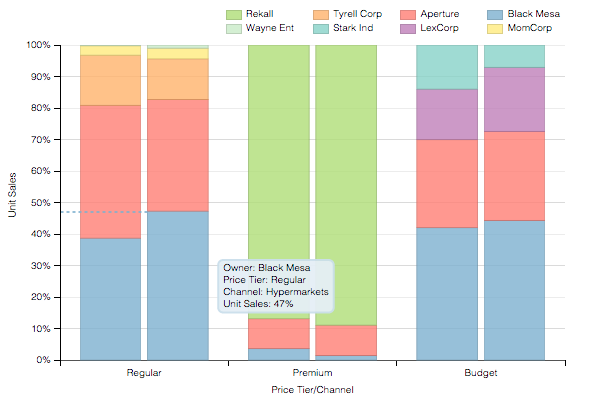 Rekall Tyrell Corp Aperture Black Mesa
Wayne Ent Stark Ind LexCorp MomCorp
100%
90%
80%
70%
60%
50%
40%
30%
20%
10%
0%
Unit Sales
Owner: Black Mesa
Price Tier: Regular
Channel: Hypermarkets
Unit Sales: 47%
Regular Premium Budget
Price Tier/Channel